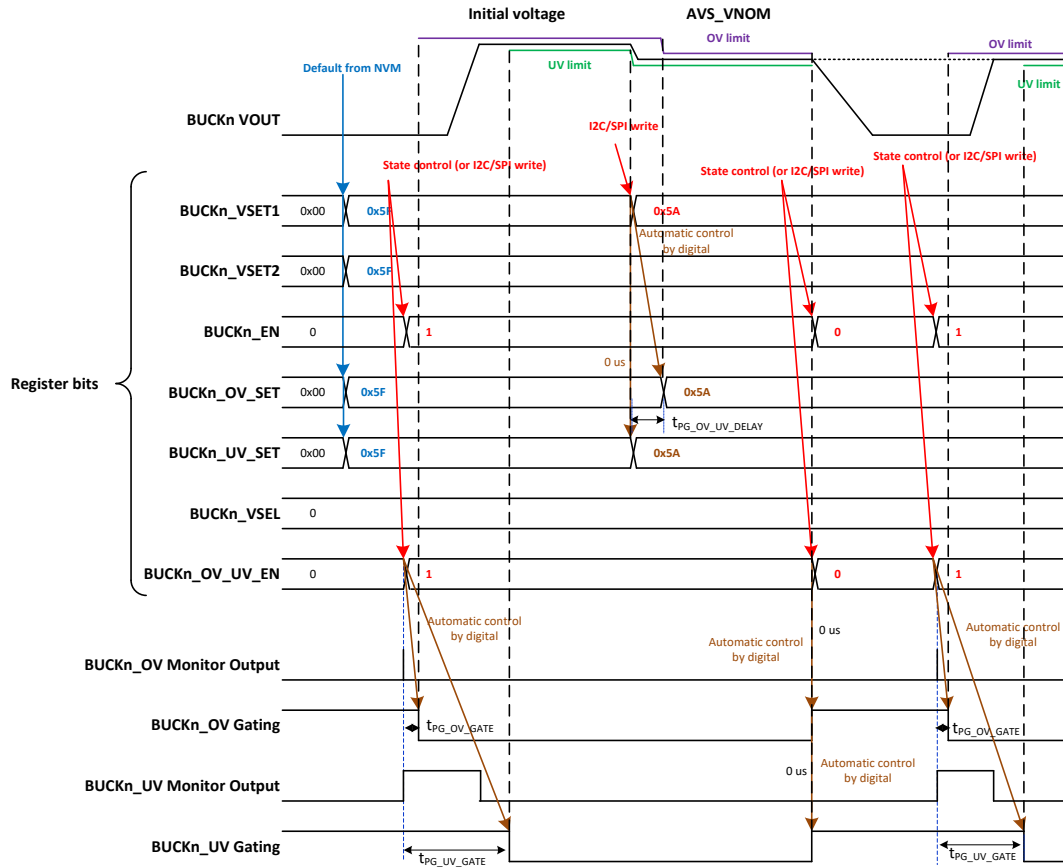 Initial voltage
AVS_VNOM
OV limit
OV limit
UV limit
UV limit
Default from NVM
I2C/SPI write
BUCKn VOUT
State control (or I2C/SPI write)
State control (or I2C/SPI write)
State control (or I2C/SPI write)
BUCKn_VSET1
0x00
0x5F
0x5A
Automatic control
by digital
BUCKn_VSET2
0x00
0x5F
BUCKn_EN
0
1
0
1
0 us
Register bits
BUCKn_OV_SET
0x00
0x5F
0x5A
tPG_OV_UV_DELAY
BUCKn_UV_SET
0x00
0x5F
0x5A
BUCKn_VSEL
0
BUCKn_OV_UV_EN
0
1
0
1
Automatic control
by digital
0 us
Automatic control
by digital
Automatic control
by digital
BUCKn_OV Monitor Output
BUCKn_OV Gating
tPG_OV_GATE
tPG_OV_GATE
0 us
Automatic control
by digital
BUCKn_UV Monitor Output
BUCKn_UV Gating
tPG_UV_GATE
tPG_UV_GATE